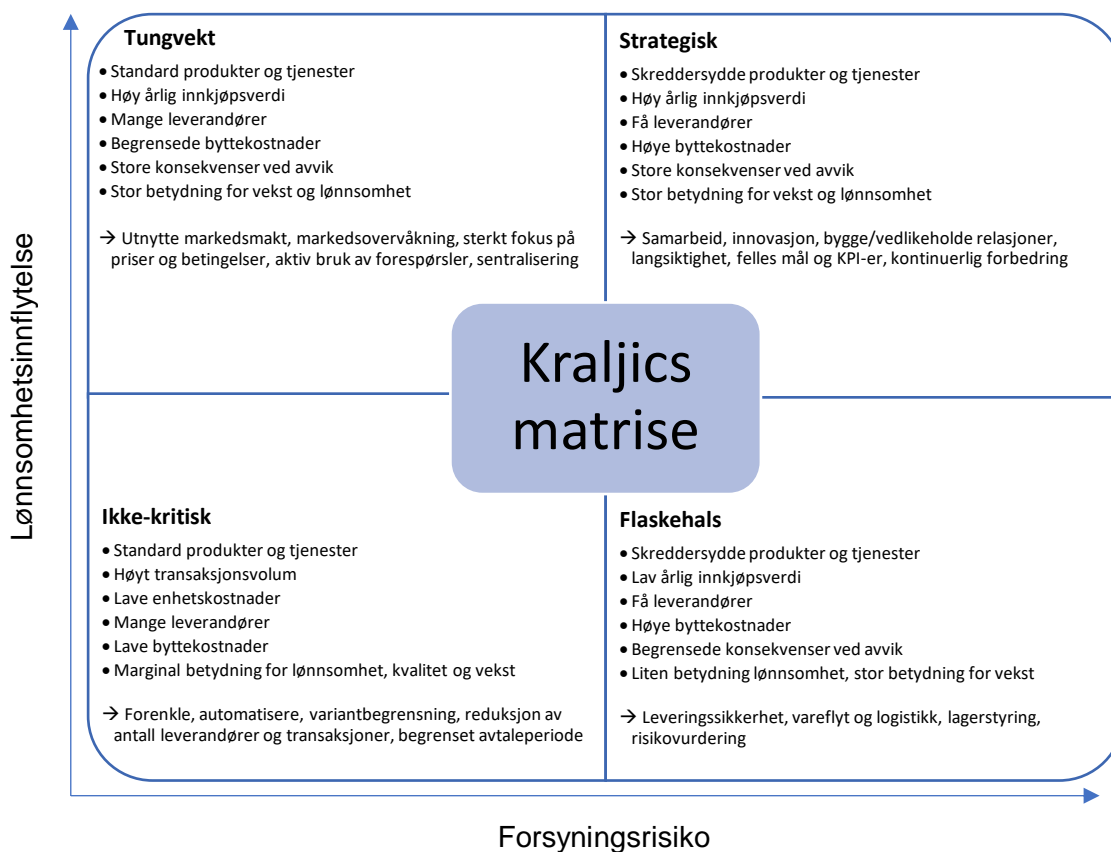 Tungvekt
• Standard produkter og tjenester
• Høy årlig innkjøpsverdi
• Mange leverandører
• Begrensede byttekostnader
• Store konsekvenser ved avvik
• Stor betydning for vekst og lønnsomhet
→ Utnytte markedsmakt, markedsovervåkning, sterkt fokus på
priser og betingelser, aktiv bruk av forespørsler, sentralisering
Strategisk
• Skreddersydde produkter og tjenester
• Høy årlig innkjøpsverdi
• Få leverandører
• Høye byttekostnader
• Store konsekvenser ved avvik
• Stor betydning for vekst og lønnsomhet
→ Samarbeid, innovasjon, bygge/vedlikeholde relasjoner,
langsiktighet, felles mål og KPI-er, kontinuerlig forbedring
Kraljics
matrise
Ikke-kritisk
• Standard produkter og tjenester
• Høyt transaksjonsvolum
• Lave enhetskostnader
• Mange leverandører
• Lave byttekostnader
• Marginal betydning for lønnsomhet, kvalitet og vekst
→ Forenkle, automatisere, variantbegrensning, reduksjon av
antall leverandører og transaksjoner, begrenset avtaleperiode
Flaskehals
• Skreddersydde produkter og tjenester
• Lav årlig innkjøpsverdi
• Få leverandører
• Høye byttekostnader
• Begrensede konsekvenser ved avvik
• Liten betydning lønnsomhet, stor betydning for vekst
→ Leveringssikkerhet, vareflyt og logistikk, lagerstyring,
risikovurdering
Lønnsomhetsinnflytelse
Forsyningsrisiko